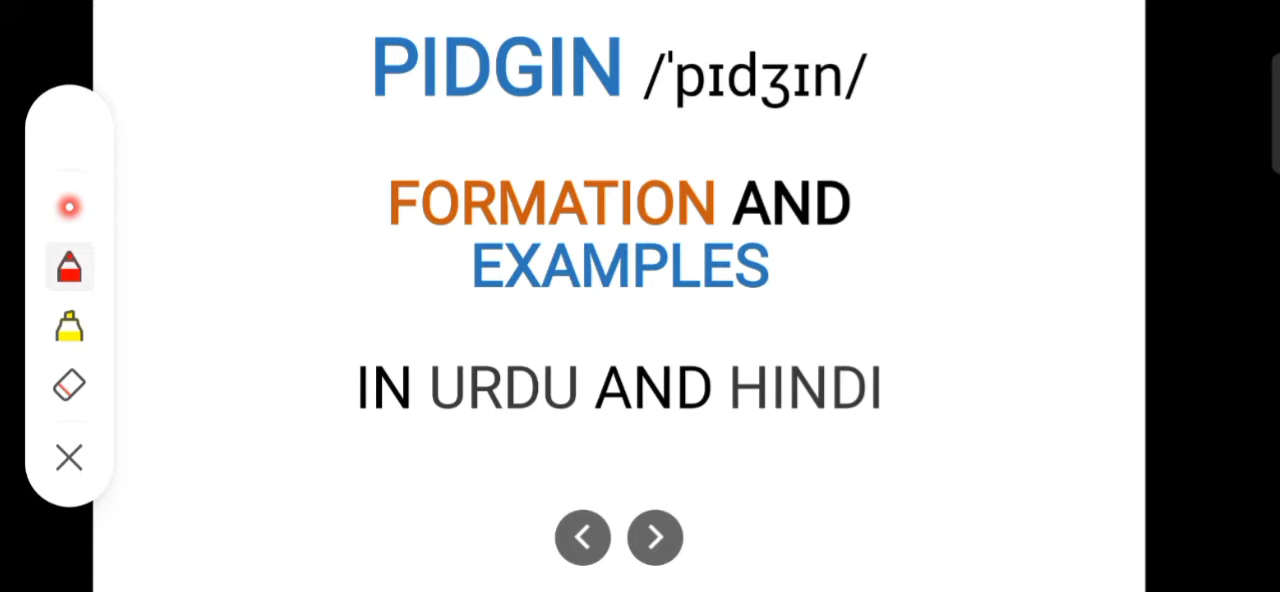 PIDGIN /ˈpɪdʒɪn/
FORMATION AND
EXAMPLES
IN URDU AND HINDI